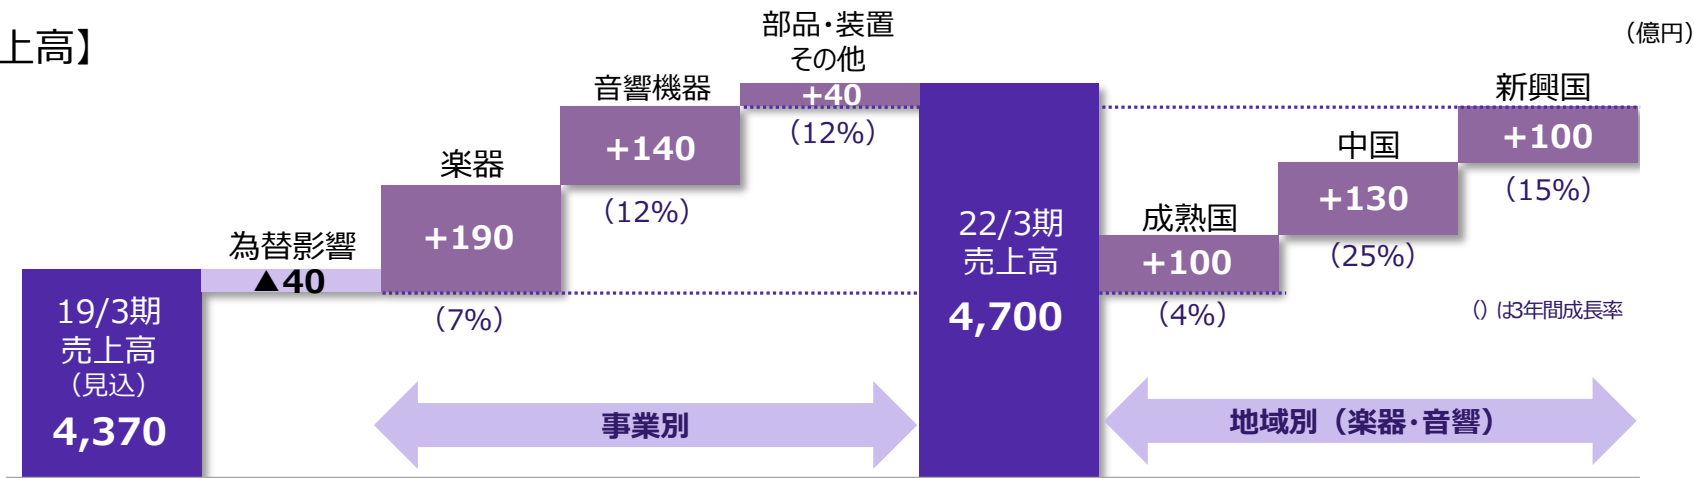 上高】
（億円）
19/3期
売上高
（見込）
4,370
為替影響
▲40
楽器
+190
（7%）
音響機器
+140
（12%）
部品・装置
その他
+40
（12%）
22/3期
売上高
4,700
成熟国
+100
（4%）
中国
+130
（25%）
新興国
+100
（15%）
（）は3年間成長率
事業別
地域別（楽器・音響）